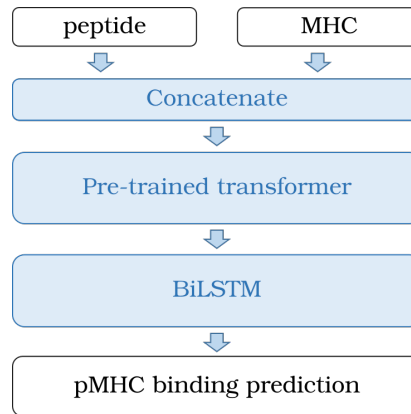 peptide
MHC
Concatenate
Pre-trained transformer
BiLSTM
pMHC binding prediction